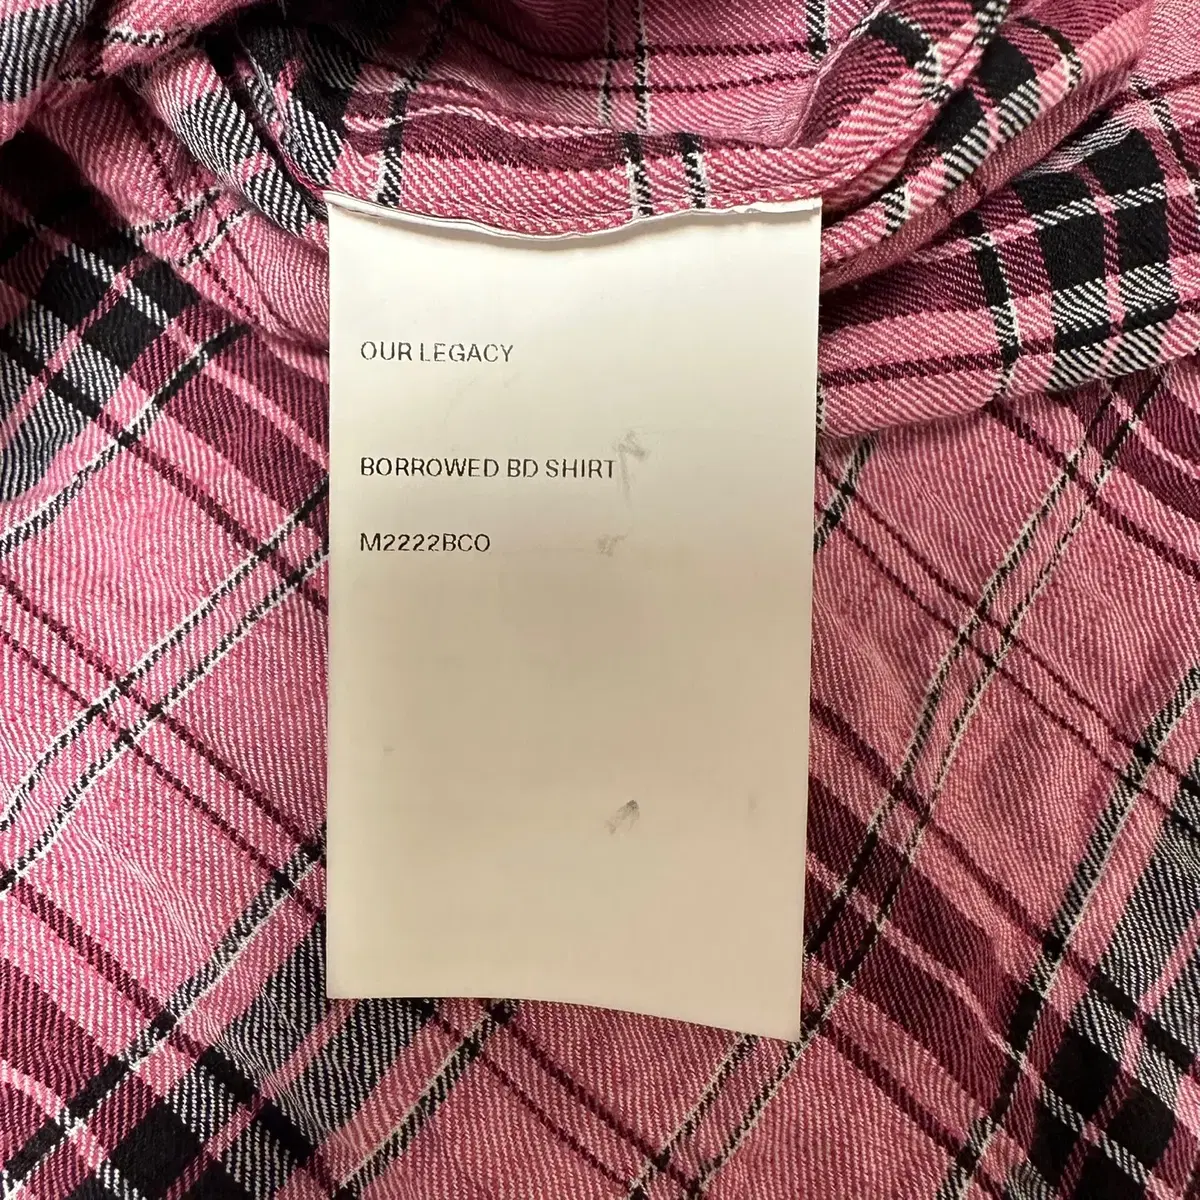 OUR LEGACY
BORROWED BD SHIRT
M2222BCO